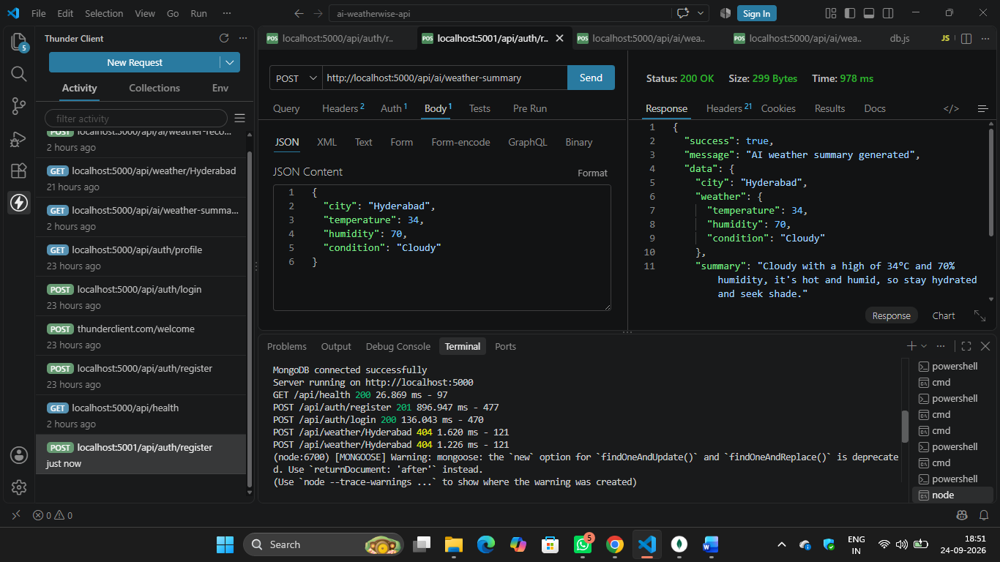 File Edit Selection View Go Run ··· ai-weatherwise-api Sign In
Thunder Client
New Request
Activity Collections Env
filter activity
POST localhost:5000/api/ai/weather-reco...
2 hours ago
GET localhost:5000/api/weather/Hyderabad
21 hours ago
GET localhost:5000/api/ai/weather-summa...
2 hours ago
GET localhost:5000/api/auth/profile
23 hours ago
POST localhost:5000/api/auth/login
23 hours ago
POST thunderclient.com/welcome
23 hours ago
POST localhost:5000/api/auth/register
23 hours ago
GET localhost:5000/api/health
2 hours ago
POST localhost:5001/api/auth/register
just now
5
POS localhost:5000/api/auth/r.. POS localhost:5001/api/auth/r.. POS localhost:5000/api/ai/wea.. POS localhost:5000/api/ai/wea.. db.js JS
POST http://localhost:5000/api/ai/weather-summary Send
Query Headers 2 Auth 1 Body 1 Tests Pre Run
JSON XML Text Form Form-encode GraphQL Binary
JSON Content Format
1 {
2 "city": "Hyderabad",
3 "temperature": 34,
4 "humidity": 70,
5 "condition": "Cloudy"
6 }
Status: 200 OK Size: 299 Bytes Time: 978 ms
Response Headers 21 Cookies Results Docs </>
1 {
2 "success": true,
3 "message": "AI weather summary generated",
4 "data": {
5 "city": "Hyderabad",
6 "weather": {
7 "temperature": 34,
8 "humidity": 70,
9 "condition": "Cloudy"
10 },
11 "summary": "Cloudy with a high of 34°C and 70%
humidity, it's hot and humid, so stay hydrated
and seek shade."
Response Chart
Problems Output Debug Console Terminal Ports
MongoDB connected successfully
Server running on http://localhost:5000
GET /api/health 200 26.869 ms - 97
POST /api/auth/register 201 896.947 ms - 477
POST /api/auth/login 200 136.043 ms - 470
POST /api/weather/Hyderabad 404 1.620 ms - 121
POST /api/weather/Hyderabad 404 1.226 ms - 121
(node:6700) [MONGOOSE] Warning: mongoose: the `new` option for `findOneAndUpdate()` and `findOneAndReplace()` is deprecate
d. Use `returnDocument: 'after'` instead.
(Use `node --trace-warnings ...` to show where the warning was created)
powershell
cmd
powershell
cmd
cmd
powershell
cmd
powershell
node
0 0
Search 5 ENG
IN
18:51
24-09-2026